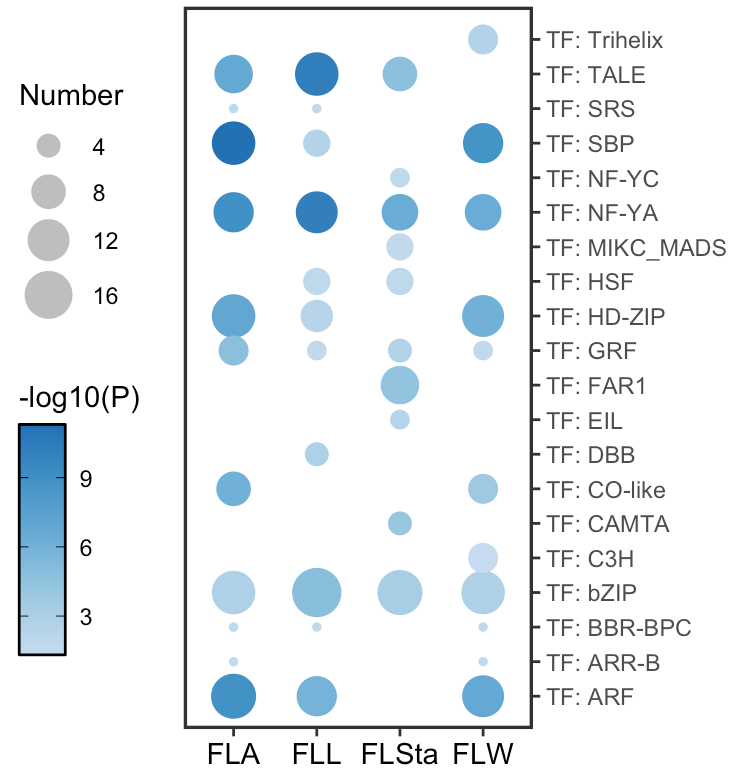 Number
4
8
12
16
-log10(P)
9
6
3
TF: Trihelix
TF: TALE
TF: SRS
TF: SBP
TF: NF-YC
TF: NF-YA
TF: MIKC_MADS
TF: HSF
TF: HD-ZIP
TF: GRF
TF: FAR1
TF: EIL
TF: DBB
TF: CO-like
TF: CAMTA
TF: C3H
TF: bZIP
TF: BBR-BPC
TF: ARR-B
TF: ARF
FLA FLL FLSta FLW